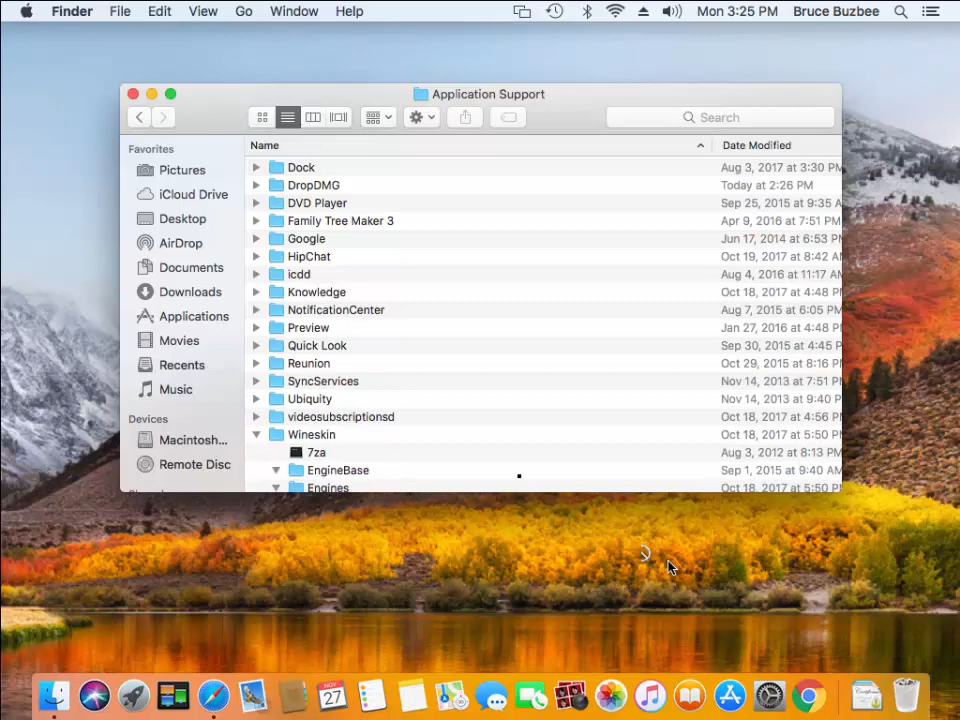 Finder File Edit View Go Window Help Mon 3:25 PM Bruce Buzbee
Application Support
Search
Favorites
Pictures
iCloud Drive
Desktop
AirDrop
Documents
Downloads
Applications
Movies
Recents
Music
Devices
Macintosh...
Remote Disc
Name Date Modified
Dock Aug 3, 2017 at 3:30 PM
DropDMG Today at 2:26 PM
DVD Player Sep 25, 2015 at 9:35 A
Family Tree Maker 3 Apr 9, 2016 at 7:51 PM
Google Jun 17, 2014 at 6:53 PM
HipChat Oct 19, 2017 at 8:42 A
icdd Aug 4, 2016 at 11:17 AM
Knowledge Oct 18, 2017 at 4:48 PM
NotificationCenter Aug 7, 2015 at 6:05 PM
Preview Jan 27, 2016 at 4:48 PM
Quick Look Sep 30, 2015 at 4:45 P
Reunion Oct 29, 2015 at 8:16 PM
SyncServices Nov 14, 2013 at 7:51 PM
Ubiquity Nov 14, 2013 at 9:40 PM
videosubscriptionsd Oct 18, 2017 at 4:56 PM
Wineskin Oct 18, 2017 at 5:50 PM
7za Aug 3, 2012 at 8:13 PM
EngineBase Sep 1, 2015 at 9:40 AM
Engines Oct 18, 2017 at 5:50 PM
NOV
27